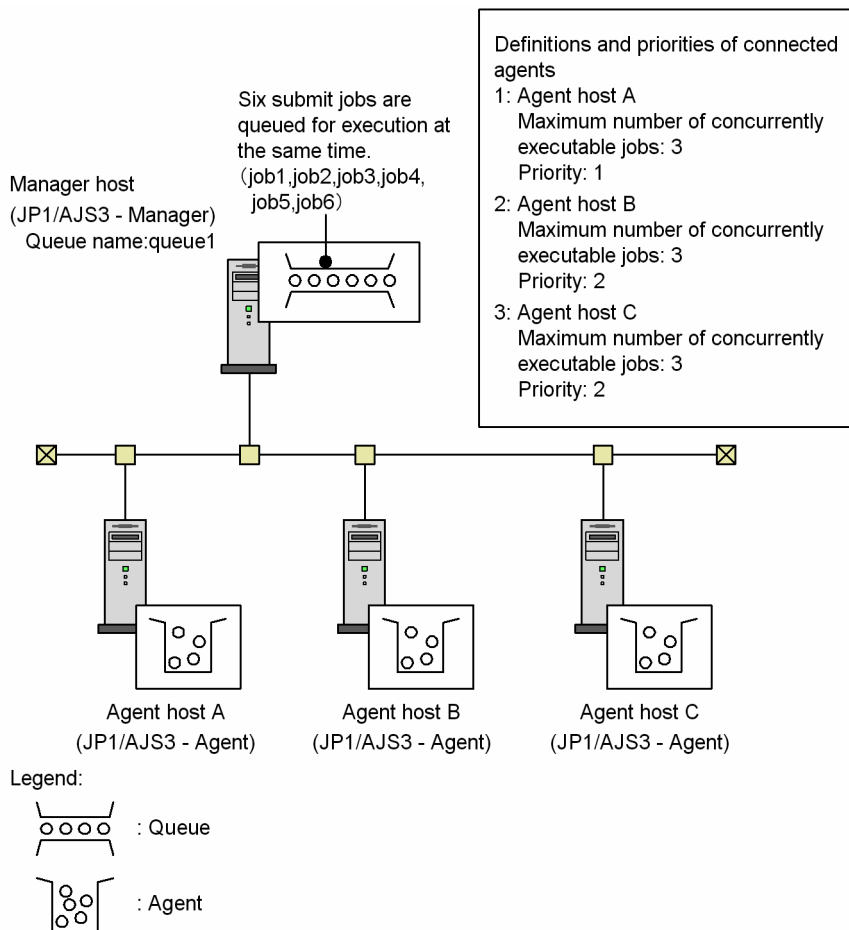 Six submit jobs are
queued for execution at
the same time.
(job1,job2,job3,job4,
job5,job6)
Manager host
(JP1/AJS3 - Manager)
Queue name:queue1
Definitions and priorities of connected
agents
1: Agent host A
Maximum number of concurrently
executable jobs: 3
Priority: 1
2: Agent host B
Maximum number of concurrently
executable jobs: 3
Priority: 2
3: Agent host C
Maximum number of concurrently
executable jobs: 3
Priority: 2
Agent host A
(JP1/AJS3 - Agent)
Agent host B
(JP1/AJS3 - Agent)
Agent host C
(JP1/AJS3 - Agent)
Legend:
: Queue
: Agent